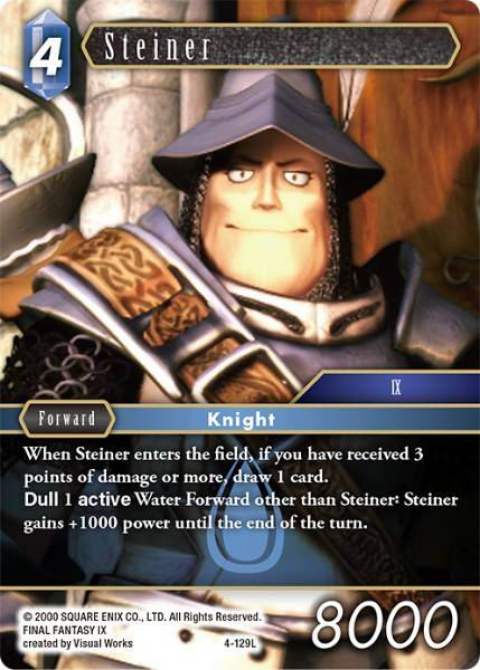 4
Steiner
IX
Forward
Knight
When Steiner enters the field, if you have received 3
points of damage or more, draw 1 card.
Dull 1 active Water Forward other than Steiner: Steiner
gains +1000 power until the end of the turn.
© 2000 SQUARE ENIX CO., LTD. All Rights Reserved.
FINAL FANTASY IX
created by Visual Works
4-129L
8000